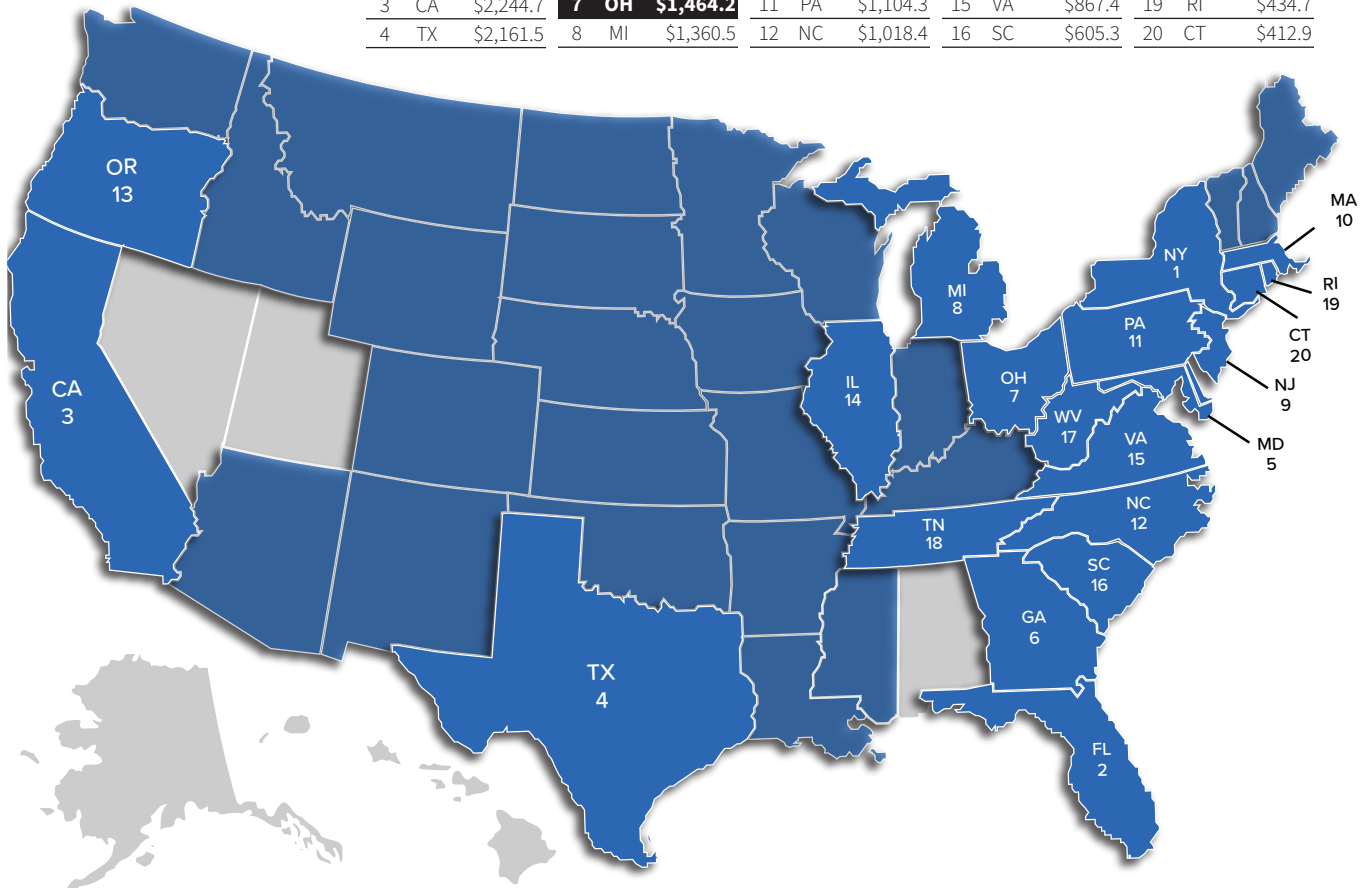 3 CA $2,244.7 7 OH $1,464.2 11 PA $1,104.3 15 VA $867.4 19 RI $434.7
4 TX $2,161.5 8 MI $1,360.5 12 NC $1,018.4 16 SC $605.3 20 CT $412.9
OR
13
MA
10
NY
1
RI
19
MI
8
PA
11
CT
20
CA
3
IL
14
OH
7
NJ
9
WV
17
VA
15
MD
5
NC
12
TN
18
SC
16
GA
6
TX
4
FL
2